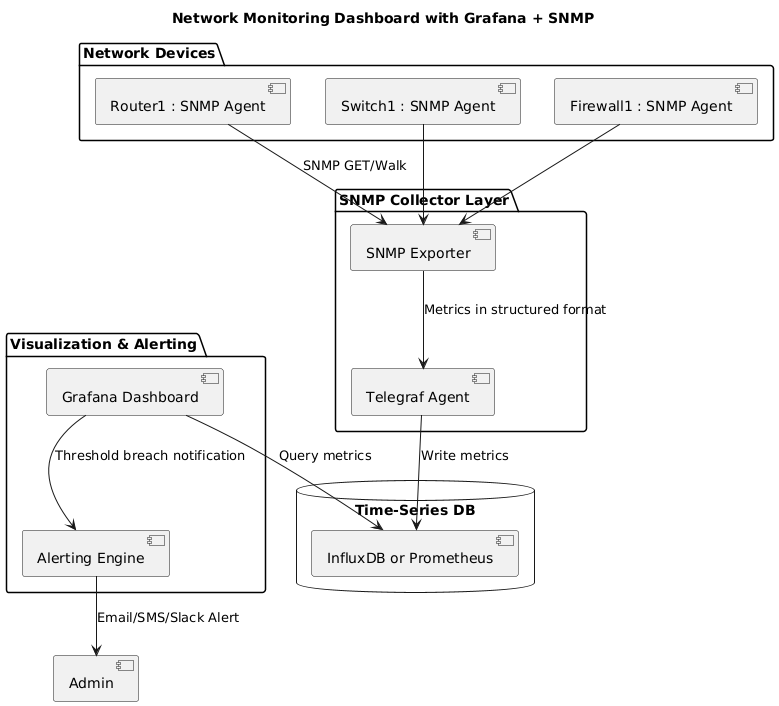 Network Monitoring Dashboard with Grafana + SNMP
Network Devices
Router1 : SNMP Agent
Switch1 : SNMP Agent
Firewall1 : SNMP Agent
SNMP GET/Walk
SNMP Collector Layer
SNMP Exporter
Metrics in structured format
Visualization & Alerting
Grafana Dashboard
Telegraf Agent
Threshold breach notification
Query metrics
Write metrics
Time-Series DB
Alerting Engine
InfluxDB or Prometheus
Email/SMS/Slack Alert
Admin